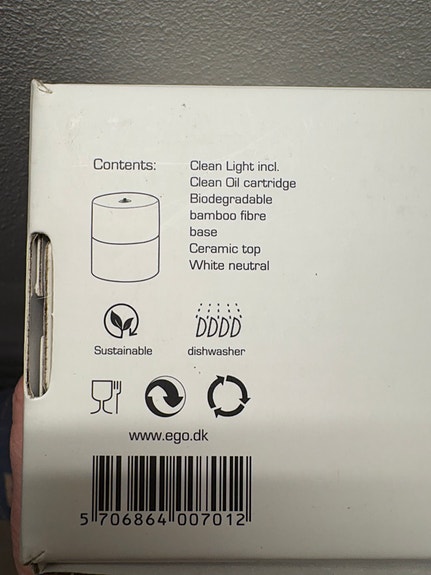 Contents:
Clean Light incl.
Clean Oil cartridge
Biodegradable
bamboo fibre
base
Ceramic top
White neutral
Sustainable
dishwasher
www.ego.dk
5 706864 007012